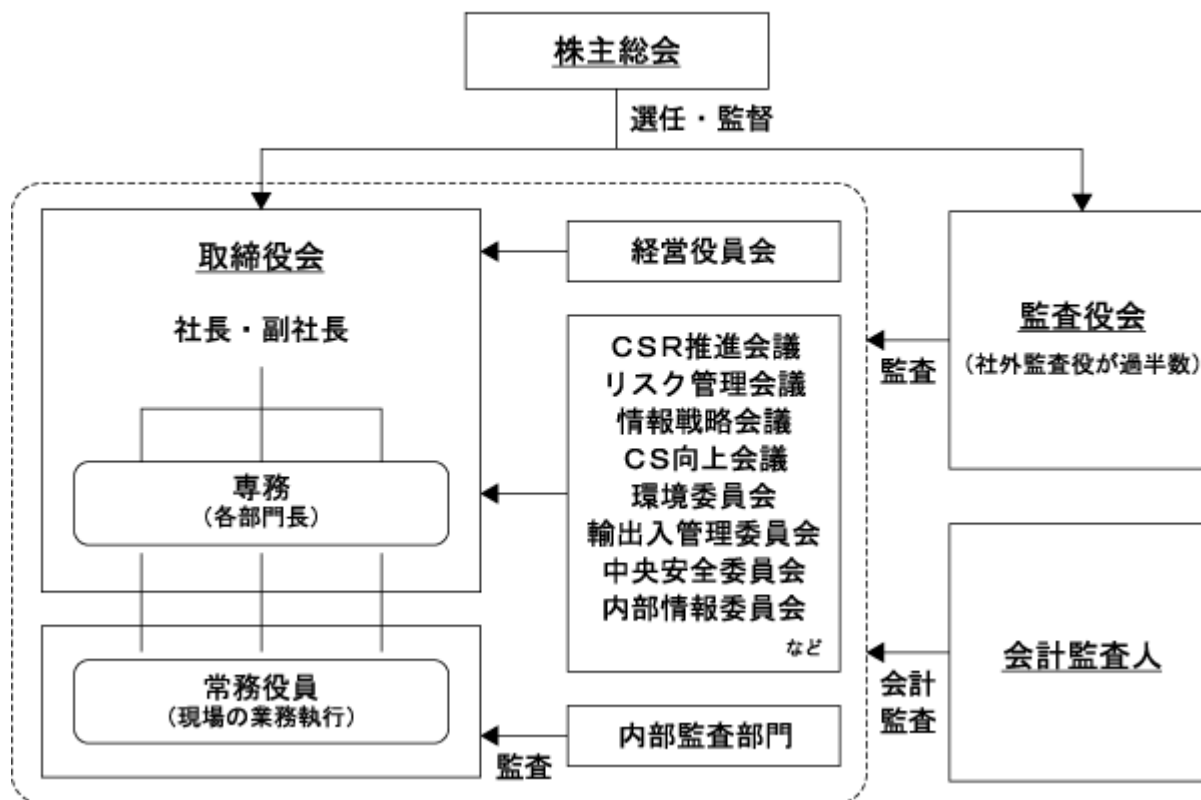 株主総会
選任・監督
取締役会
社長・副社長
専務
(各部門長)
常務役員
(現場の業務執行)
経営役員会
CSR推進会議
リスク管理会議
情報戦略会議
CS向上会議
環境委員会
輸出入管理委員会
中央安全委員会
内部情報委員会
など
内部監査部門
監査
監査役会
(社外監査役が過半数)
監査
会計監査人
会計
監査